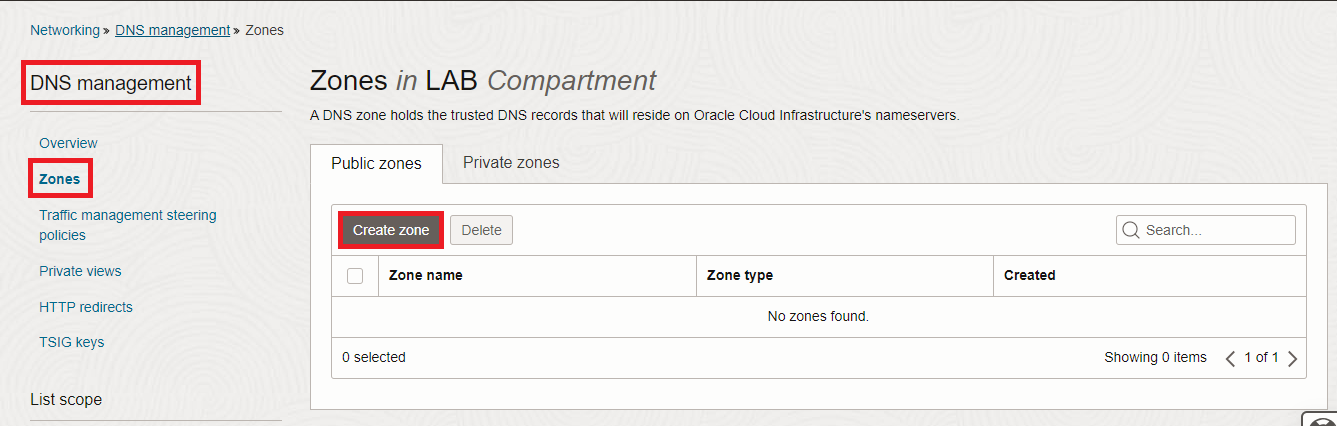 Networking » DNS management » Zones
DNS management
Overview
Zones
Traffic management steering
policies
Private views
HTTP redirects
TSIG keys
List scope
Zones in LAB Compartment
A DNS zone holds the trusted DNS records that will reside on Oracle Cloud Infrastructure's nameservers.
Public zones Private zones
Create zone Delete Search...
Zone name Zone type Created
No zones found.
0 selected Showing 0 items 1 of 1